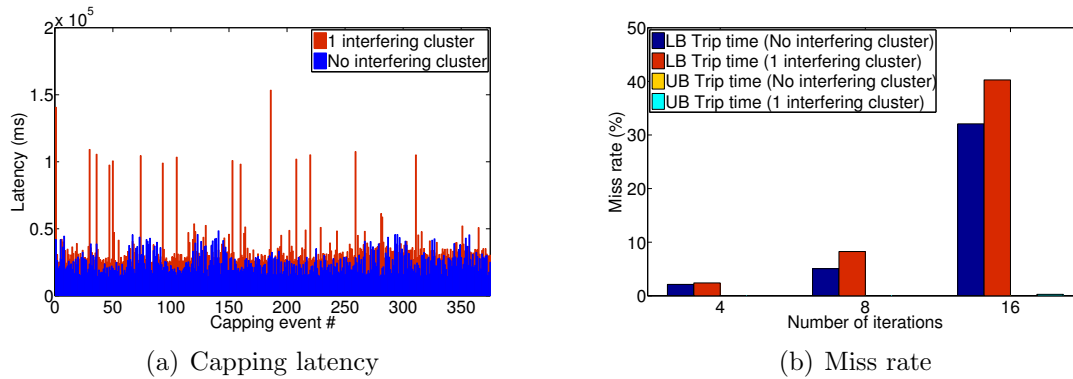 2 x 10^5
1 interfering cluster
No interfering cluster
1.5
1
0.5
0
Latency (ms)
0 50 100 150 200 250 300 350
Capping event #
(a) Capping latency
50
40
30
20
10
0
Miss rate (%)
LB Trip time (No interfering cluster)
LB Trip time (1 interfering cluster)
UB Trip time (No interfering cluster)
UB Trip time (1 interfering cluster)
4 8 16
Number of iterations
(b) Miss rate